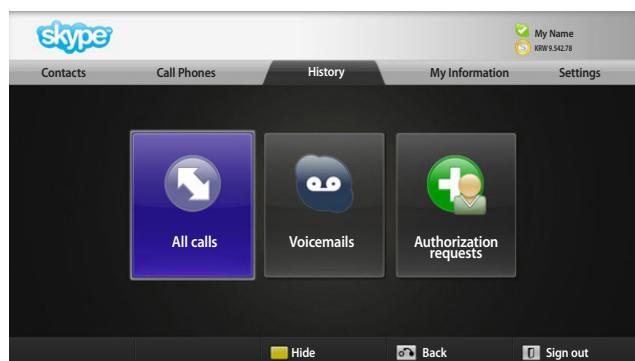 skype
My Name
KRW 9.542.78
Contacts Call Phones History My Information Settings
All calls Voicemails Authorization
requests
Hide Back Sign out